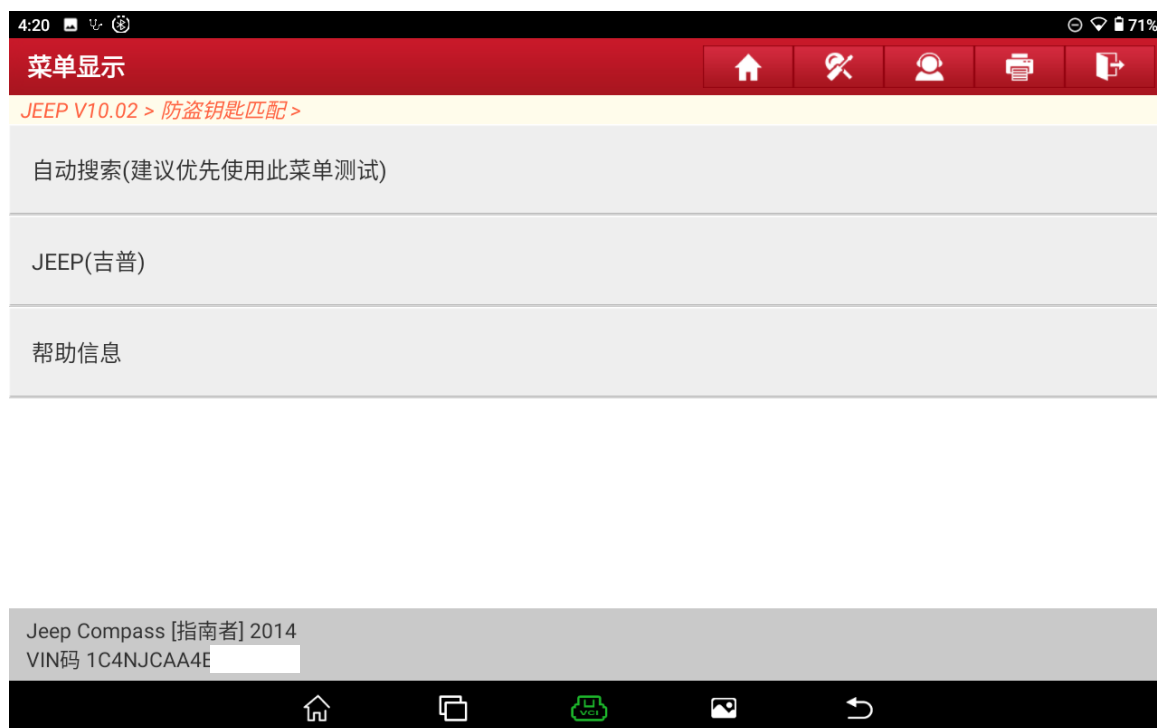 4:20 71%
菜单显示
JEEP V10.02 > 防盗钥匙匹配 >
自动搜索(建议优先使用此菜单测试)
JEEP(吉普)
帮助信息
Jeep Compass [指南者] 2014
VIN码 1C4NJCAA4E
VCI